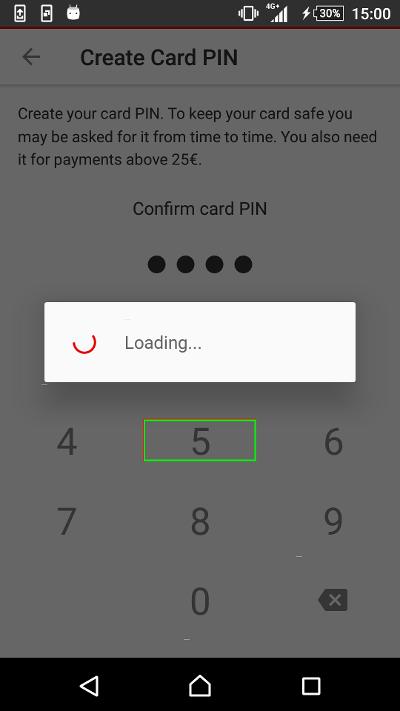 4G+ 30% 15:00
Create Card PIN
Create your card PIN. To keep your card safe you
may be asked for it from time to time. You also need
it for payments above 25€.
Confirm card PIN
Loading...
4 5 6
7 8 9
0